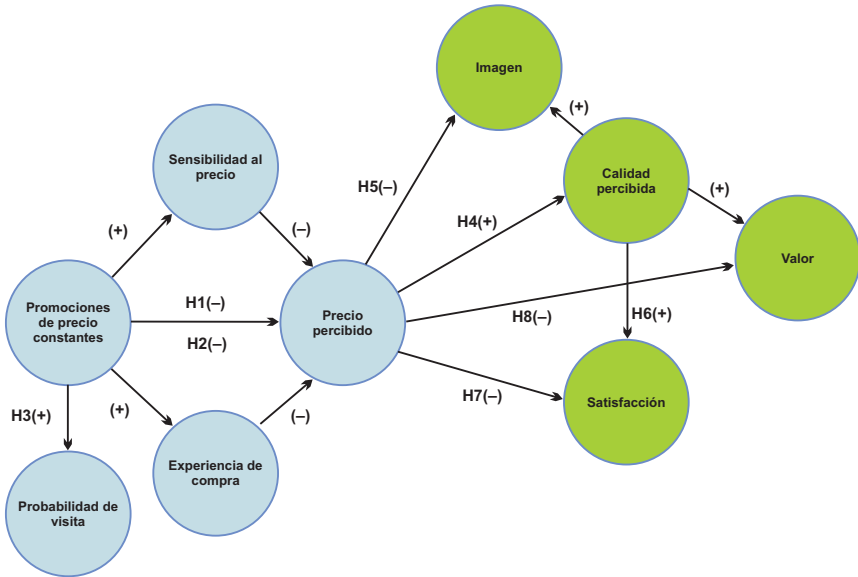 Imagen
(+)
Sensibilidad al
precio
Calidad
percibida
H5(–)
(+)
(+)
(–)
H4(+)
Valor
Promociones
de precio
constantes
H1(–)
H2(–)
Precio
percibido
H8(–)
H6(+)
H3(+)
(+)
(–)
H7(–)
Satisfacción
Experiencia de
compra
Probabilidad de
visita